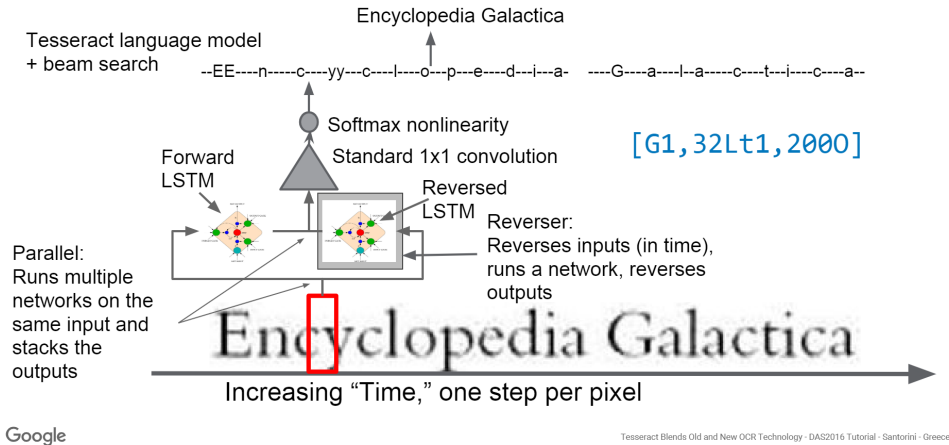 Encyclopedia Galactica
Tesseract language model
+ beam search
--EE----n-----c----yy---c---l----o---p---e---d---i---a- ----G----a---l--a-----c---t---i---c----a--
Softmax nonlinearity
[G1,32Lt1,200O]
Standard 1x1 convolution
Forward
LSTM
Reversed
LSTM
Reverser:
Reverses inputs (in time),
runs a network, reverses
outputs
Parallel:
Runs multiple
networks on the
same input and
stacks the
outputs
Encyclopedia Galactica
Increasing “Time,” one step per pixel
Google
Tesseract Blends Old and New OCR Technology - DAS2016 Tutorial - Santorini - Greece